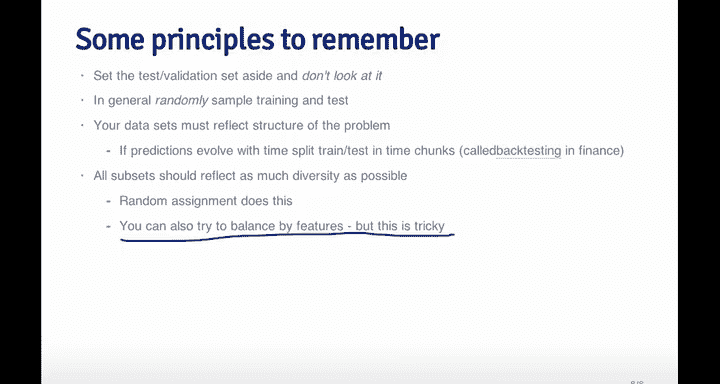 Some principles to remember
· Set the test/validation set aside and don't look at it
· In general randomly sample training and test
· Your data sets must reflect structure of the problem
- If predictions evolve with time split train/test in time chunks (calledbacktesting in finance)
· All subsets should reflect as much diversity as possible
- Random assignment does this
- You can also try to balance by features - but this is tricky